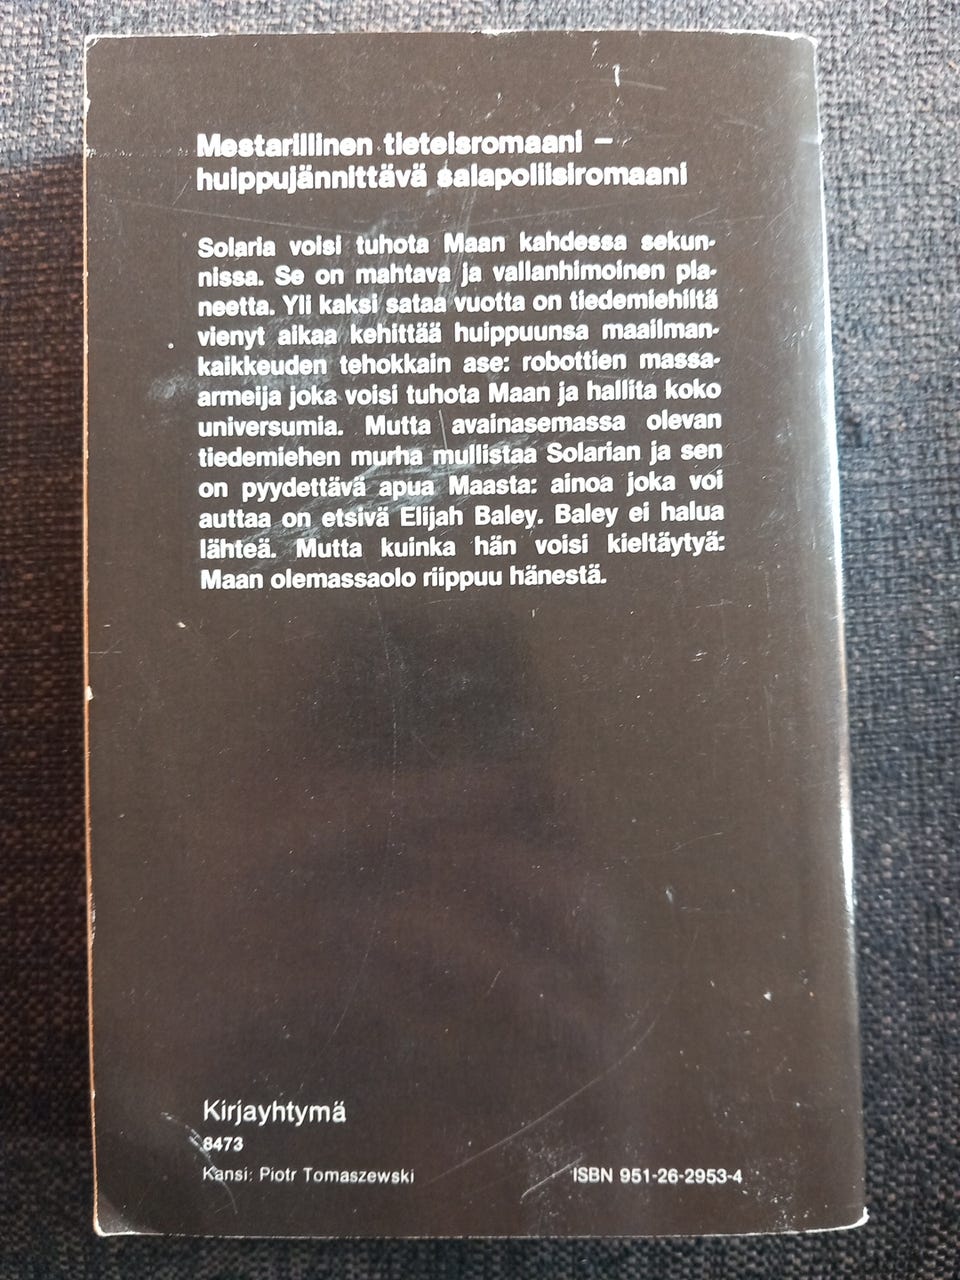 Mestarillinen tieteisromaani –
huippujännittävä salapoliisiromaani
Solaria voisi tuhota Maan kahdessa sekun-
nissa. Se on mahtava ja vallanhimoinen pla-
neetta. Yli kaksi sataa vuotta on tiedemiehiltä
vienyt aikaa kehittää huippuunsa maailman-
kaikkeuden tehokkain ase: robottien massa-
armeija joka voisi tuhota Maan ja hallita koko
universumia. Mutta avainasemassa olevan
tiedemiehen murha mullistaa Solarian ja sen
on pyydettävä apua Maasta: ainoa joka voi
auttaa on etsivä Elijah Baley. Baley ei halua
lähteä. Mutta kuinka hän voisi kieltäytyä:
Maan olemassaolo riippuu hänestä.
Kirjayhtymä
8473
Kansi: Piotr Tomaszewski
ISBN 951-26-2953-4